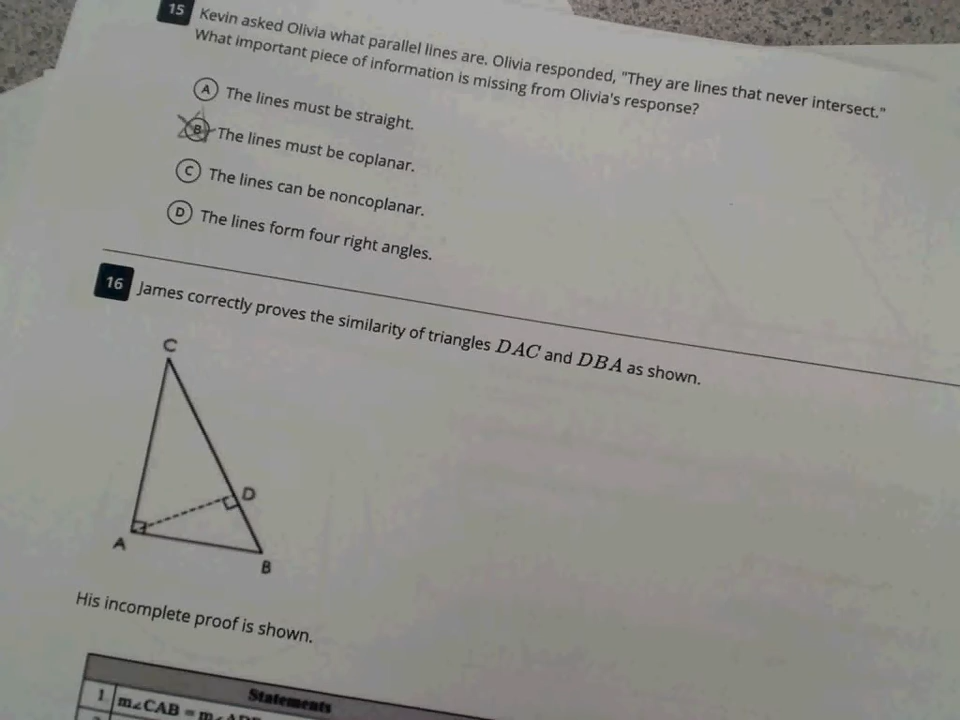 15 Kevin asked Olivia what parallel lines are. Olivia responded, "They are lines that never intersect."
What important piece of information is missing from Olivia's response?
A The lines must be straight.
B The lines must be coplanar.
C The lines can be noncoplanar.
D The lines form four right angles.
16 James correctly proves the similarity of triangles DAC and DBA as shown.
C
D
A
B
His incomplete proof is shown.
Statements
1 m∠CAB =